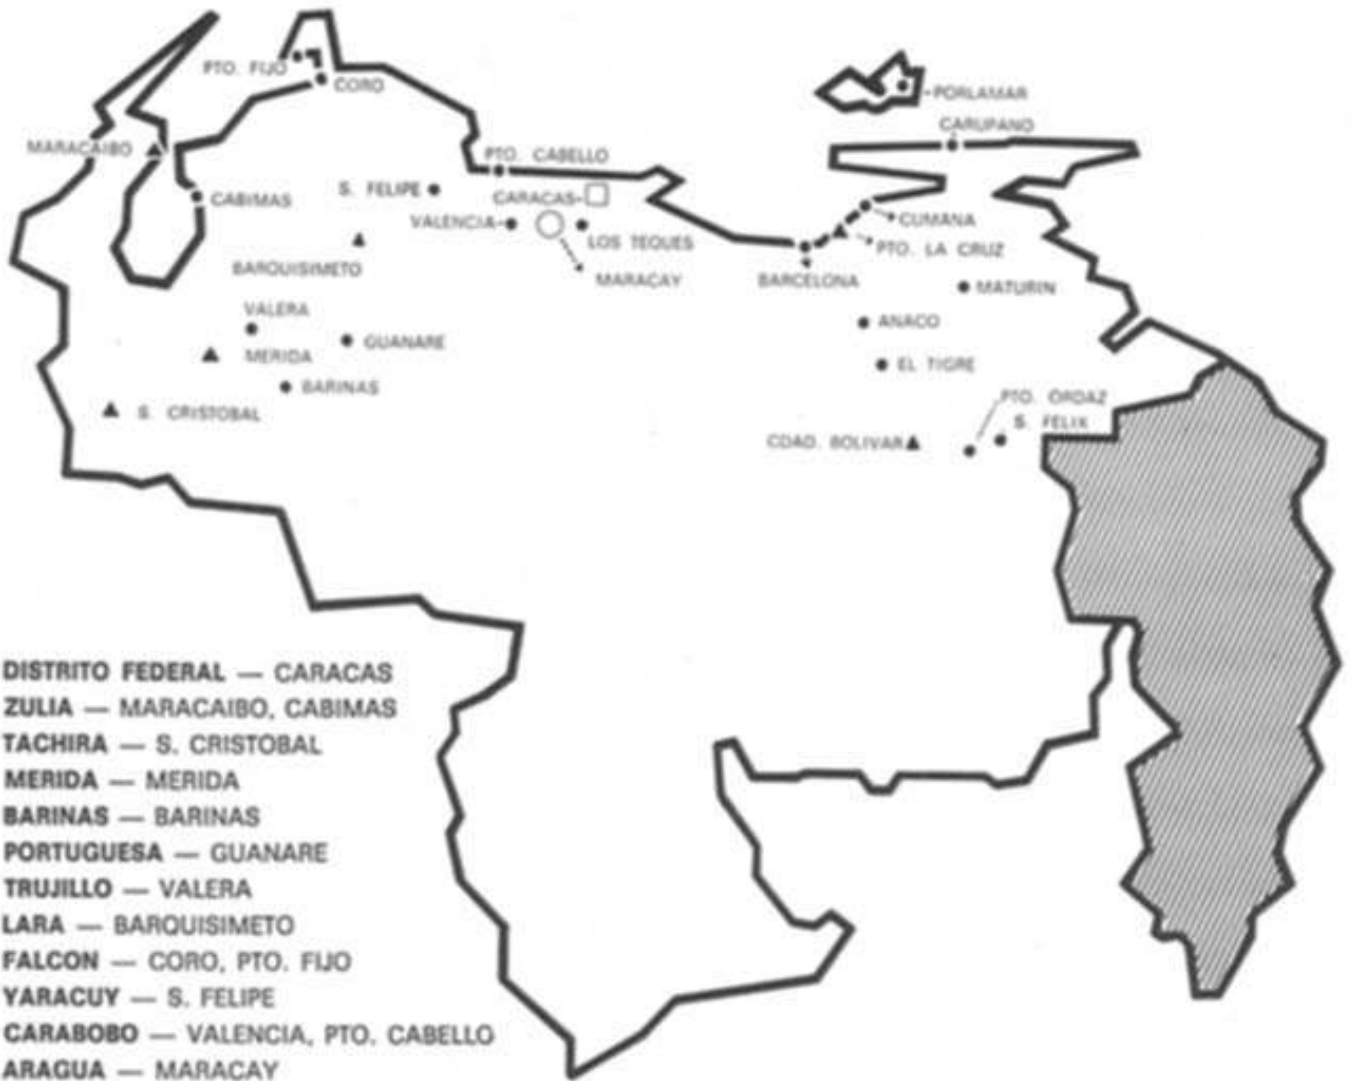 PTO. FIJO
CORO
PORLAMAR
CARUPANO
MARACAIBO
PTO. CABELLO
S. FELIPE
CABIMAS
CARACAS
VALENCIA
CUMANA
LOS TEQUES
PTO. LA CRUZ
BARQUISIMETO
MARACAY
BARCELONA
MATURIN
VALERA
ANACO
GUANARE
MERIDA
EL TIGRE
BARINAS
PTO. ORDAZ
S. CRISTOBAL
S. FELIX
CDAD. BOLIVAR
DISTRITO FEDERAL — CARACAS
ZULIA — MARACAIBO, CABIMAS
TACHIRA — S. CRISTOBAL
MERIDA — MERIDA
BARINAS — BARINAS
PORTUGUESA — GUANARE
TRUJILLO — VALERA
LARA — BARQUISIMETO
FALCON — CORO, PTO. FIJO
YARACUY — S. FELIPE
CARABOBO — VALENCIA, PTO. CABELLO
ARAGUA — MARACAY